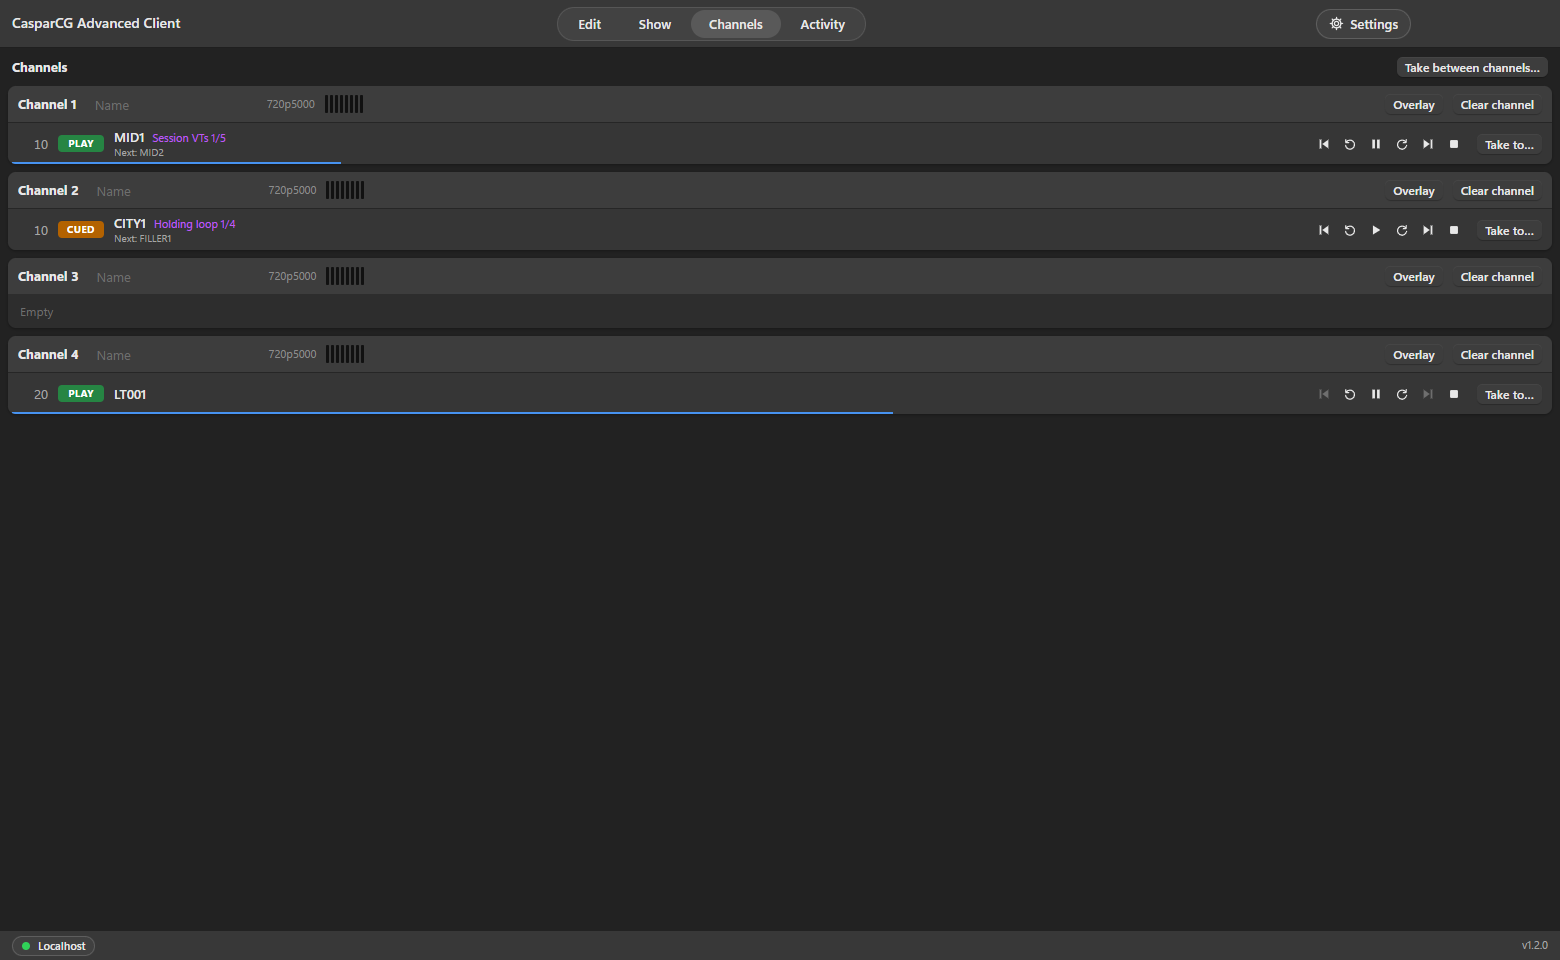 CasparCG Advanced Client
Edit
Show
Channels
Activity
Settings
Channels
Take between channels...
Channel 1
Name
720p5000
Overlay
Clear channel
10
PLAY
MID1
Session VTs 1/5
Next: MID2
Take to...
Channel 2
Name
720p5000
Overlay
Clear channel
10
CUED
CITY1
Holding loop 1/4
Next: FILLER1
Take to...
Channel 3
Name
720p5000
Overlay
Clear channel
Empty
Channel 4
Name
720p5000
Overlay
Clear channel
20
PLAY
LT001
Take to...
Localhost
v1.2.0